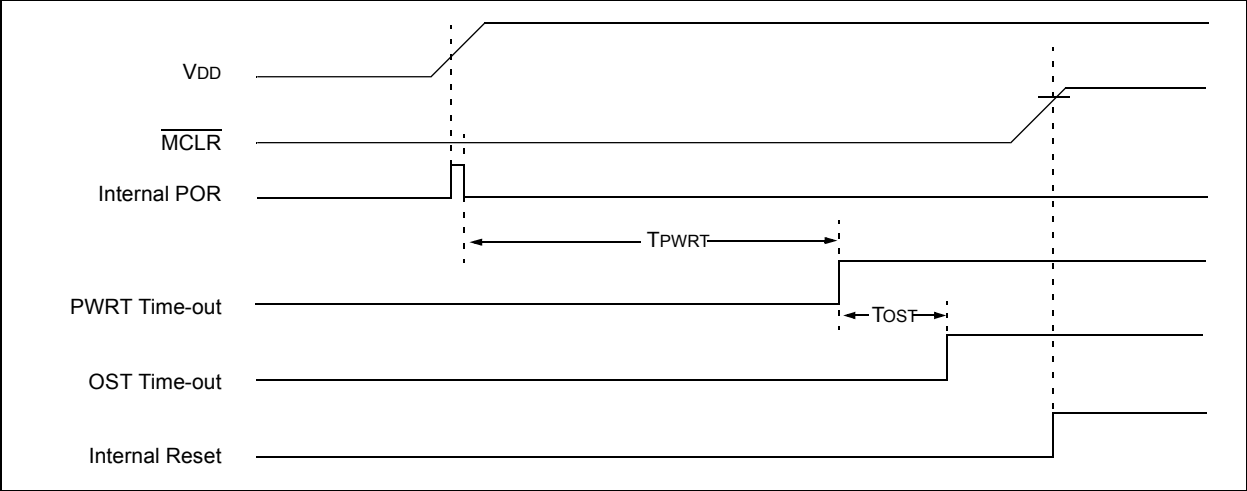 VDD
MCLR
Internal POR
TPWRT
PWRT Time-out
TOST
OST Time-out
Internal Reset